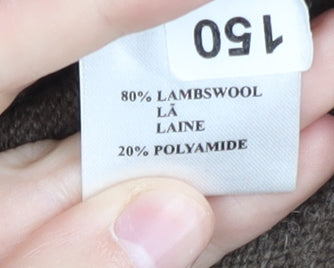 150
80% LAMBSWOOL
LÃ
LAINE
20% POLYAMIDE